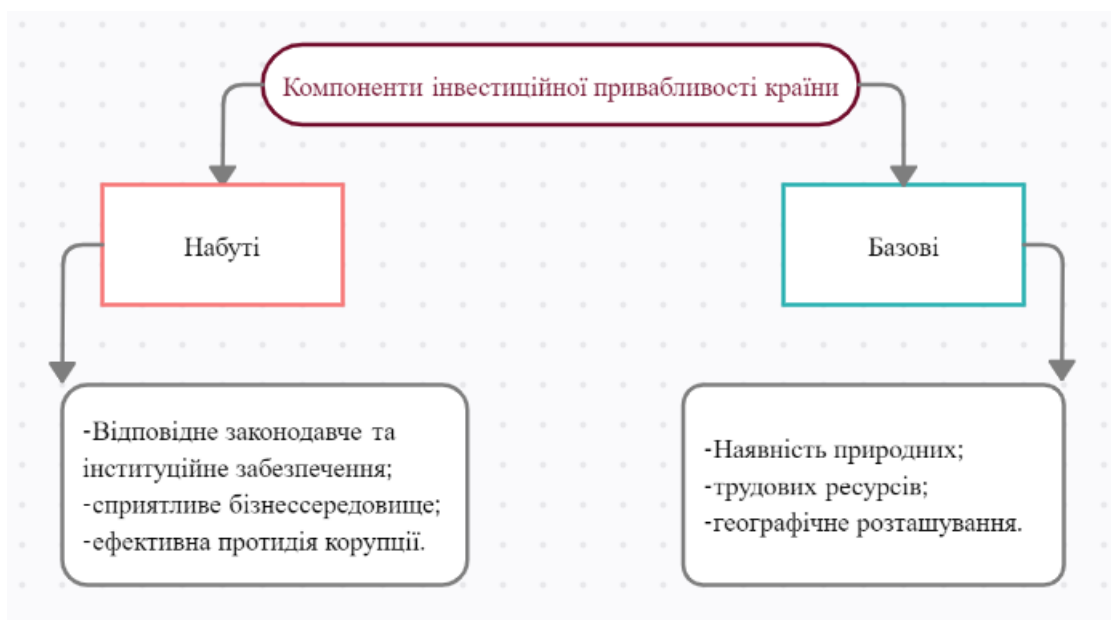 Компоненти інвестиційної привабливості країни
Набуті
Базові
-Відповідне законодавче та
інституційне забезпечення;
-сприятливе бізнессередовище;
-ефективна протидія корупції.
-Наявність природних;
-трудових ресурсів;
-географічне розташування.